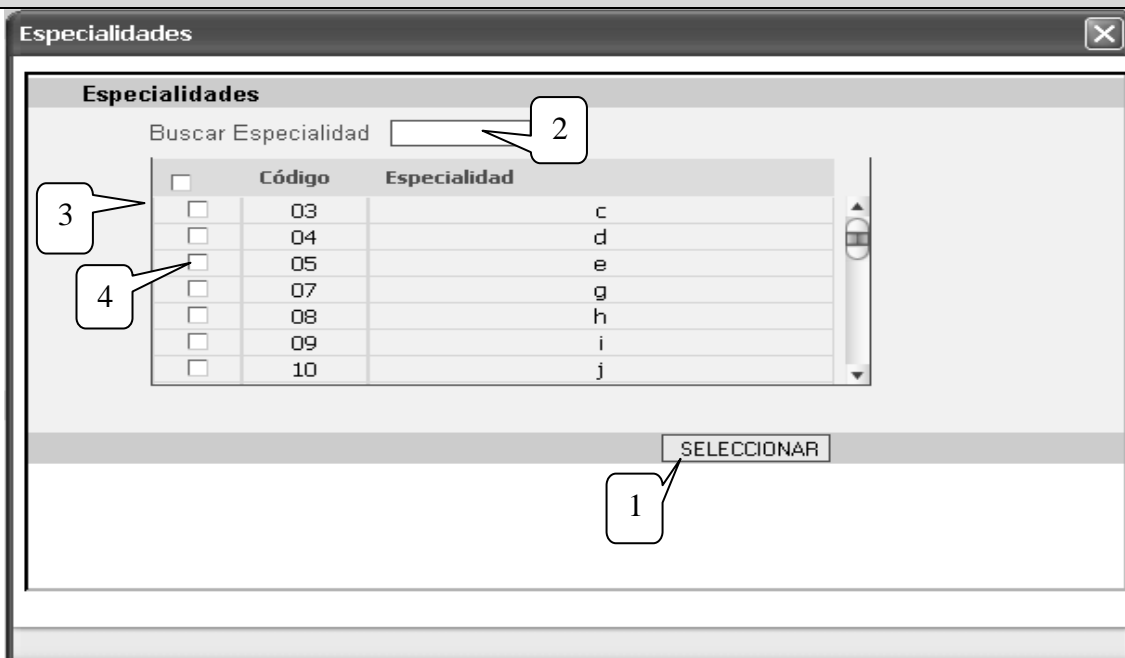 Especialidades
Especialidades
Buscar Especialidad
2
Código Especialidad
3
03 c
04 d
05 e
4
07 g
08 h
09 i
10 j
SELECCIONAR
1